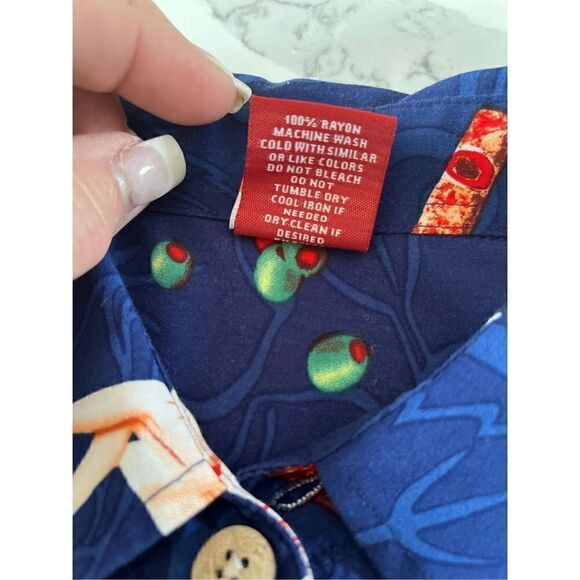 100% RAYON
MACHINE WASH
COLD WITH SIMILAR
OR LIKE COLORS
DO NOT BLEACH
DO NOT
TUMBLE DRY
COOL IRON IF
NEEDED
DRY CLEAN IF
DESIRED